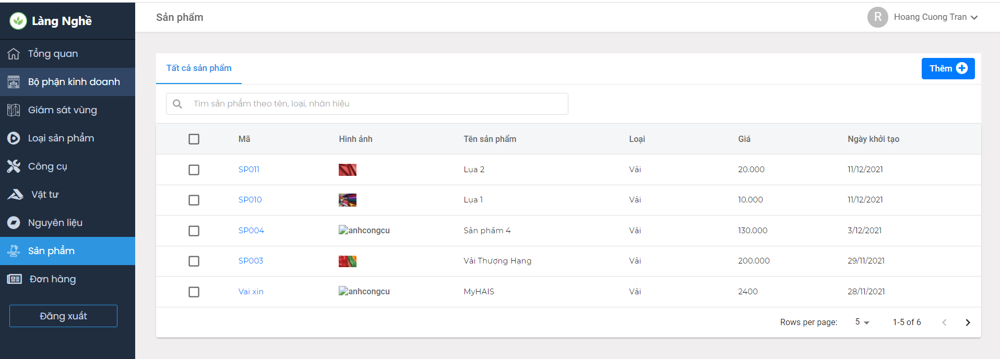 Làng Nghề
Tổng quan
Bộ phận kinh doanh
Giám sát vùng
Loại sản phẩm
Công cụ
Vật tư
Nguyên liệu
Sản phẩm
Đơn hàng
Đăng xuất
Sản phẩm
R Hoang Cuong Tran
Tất cả sản phẩm
Thêm
Tìm sản phẩm theo tên, loại, nhãn hiệu
Mã Hình ảnh Tên sản phẩm Loại Giá Ngày khởi tạo
SP011 Lụa 2 Vải 20.000 11/12/2021
SP010 Lụa 1 Vải 10.000 11/12/2021
SP004 anhcongcu Sản phẩm 4 Vải 130.000 3/12/2021
SP003 Vải Thượng Hạng Vải 200.000 29/11/2021
Vai xin anhcongcu MyHAIS Vải 2400 28/11/2021
Rows per page: 5 1-5 of 6